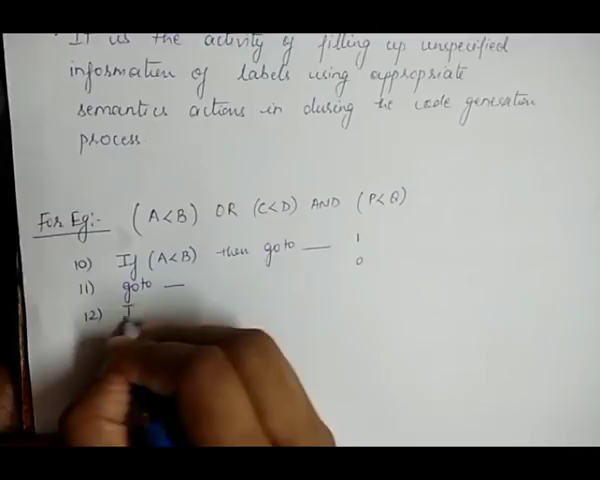 • It is the activity of filling up unspecified
information of labels using appropriate
semantics actions in during the code generation
process
For Eg:- (A<B) OR (C<D) AND (P<Q)
10) If (A<B) then goto — 1
11) goto — 0
12) I